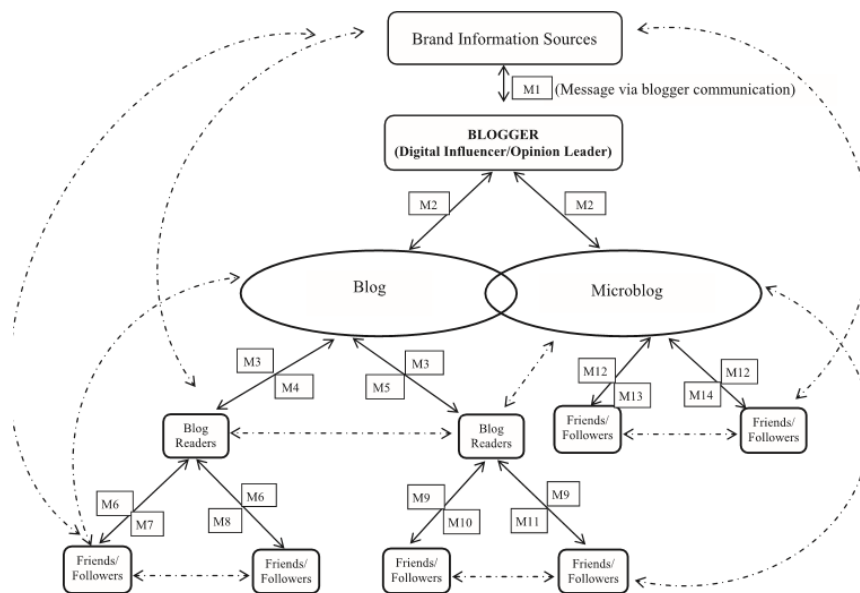 Brand Information Sources
M1 (Message via blogger communication)
BLOGGER
(Digital Influencer/Opinion Leader)
M2
M2
Blog
Microblog
M3
M4
M3
M5
M12
M13
M12
M14
Blog
Readers
Blog
Readers
Friends/
Followers
Friends/
Followers
M6
M7
M6
M8
M9
M10
M9
M11
Friends/
Followers
Friends/
Followers
Friends/
Followers
Friends/
Followers